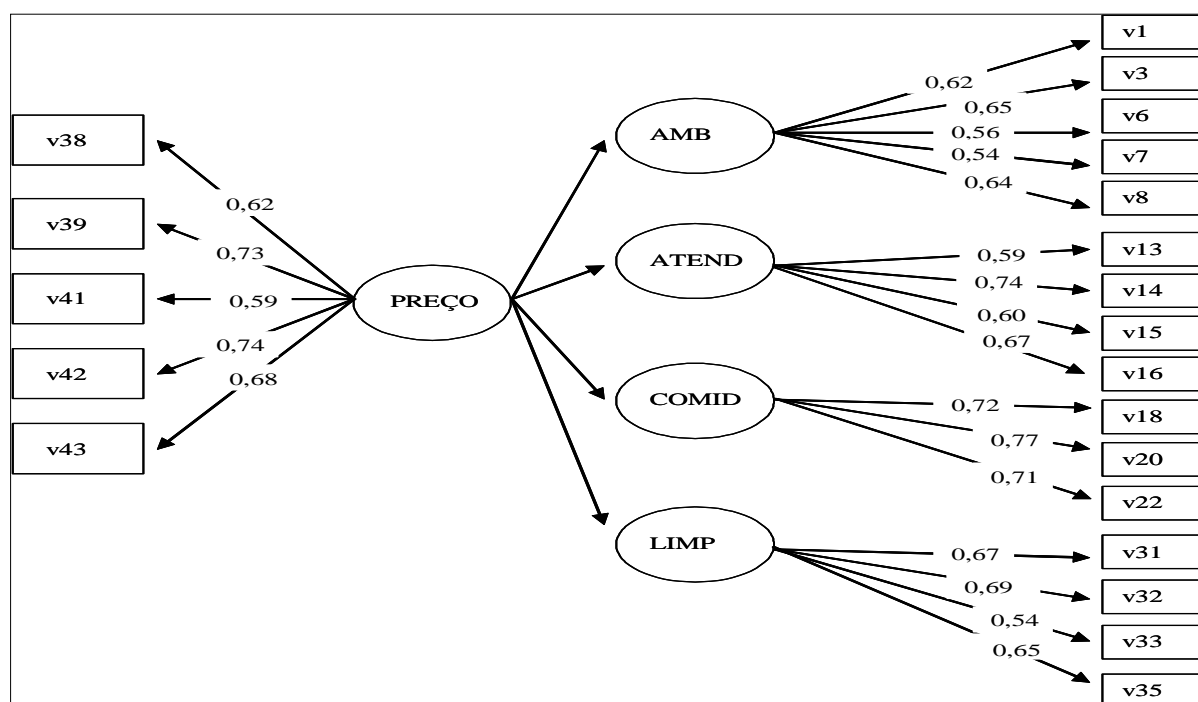 v38
v39
v41
v42
v43
0,62
0,73
0,59
0,74
0,68
PREÇO
AMB
ATEND
COMID
LIMP
0,62
0,65
0,56
0,54
0,64
0,59
0,74
0,60
0,67
0,72
0,77
0,71
0,67
0,69
0,54
0,65
v1
v3
v6
v7
v8
v13
v14
v15
v16
v18
v20
v22
v31
v32
v33
v35